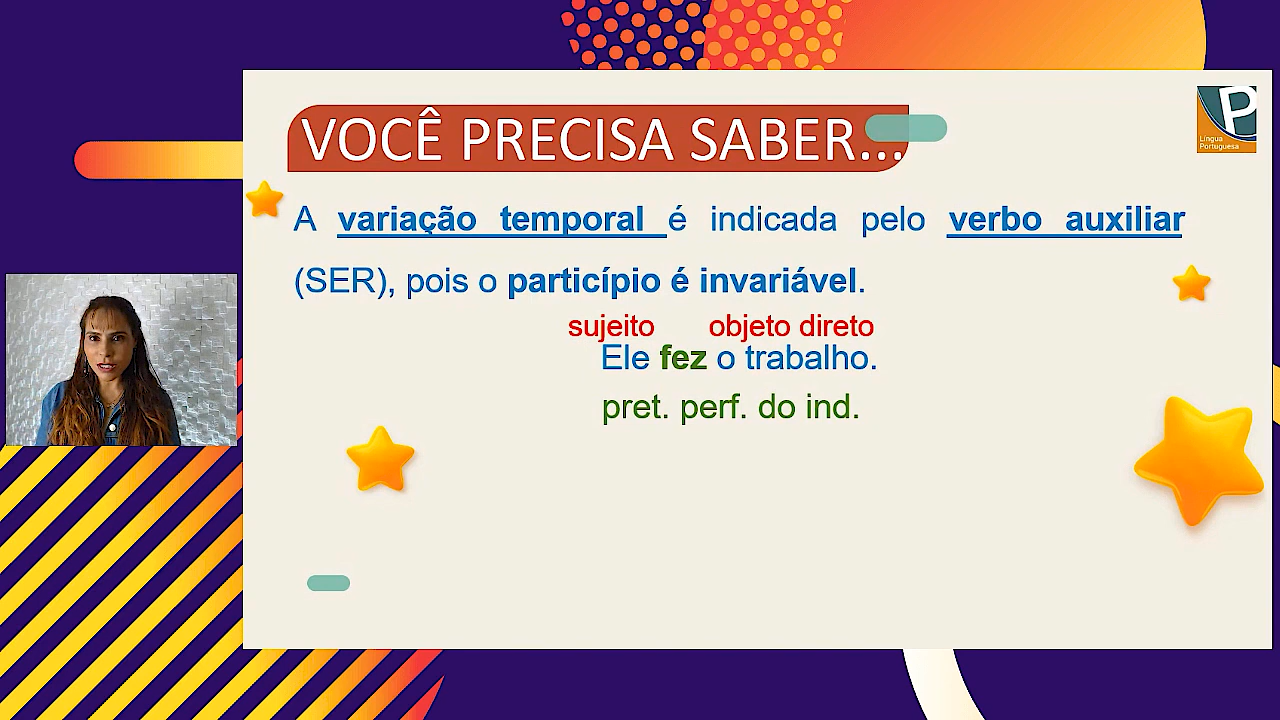 VOCÊ PRECISA SABER...
P
Língua
Portuguesa
A variação temporal é indicada pelo verbo auxiliar
(SER), pois o particípio é invariável.
sujeito objeto direto
Ele fez o trabalho.
pret. perf. do ind.